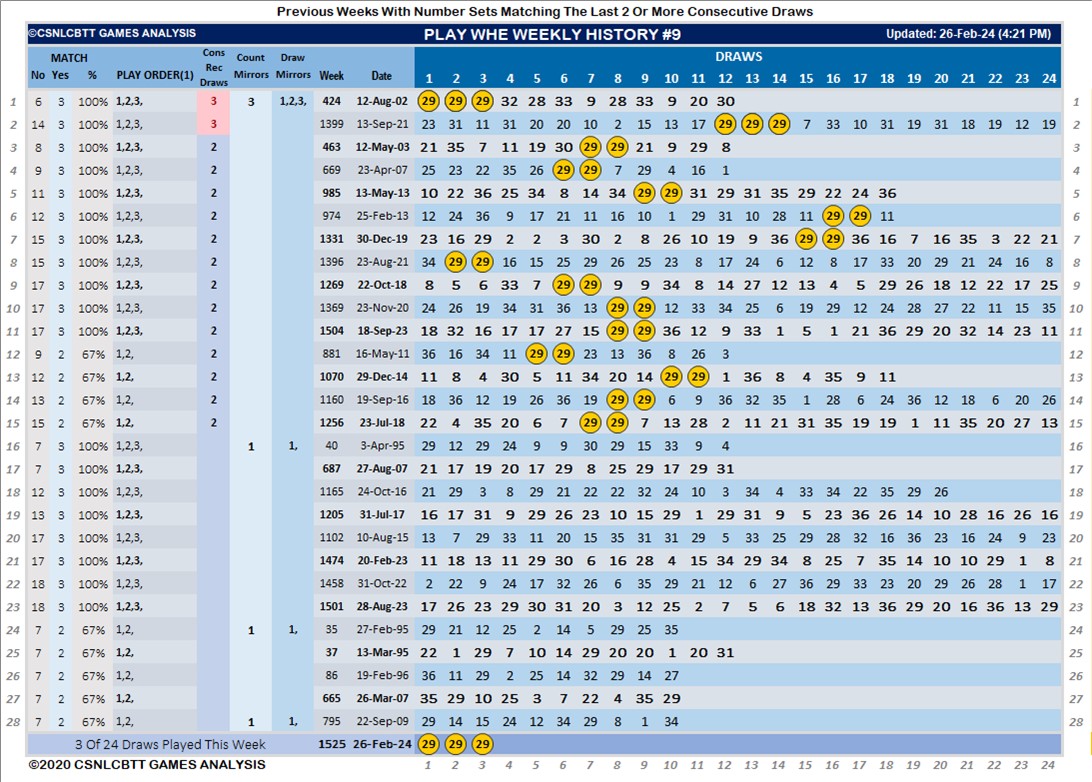 Previous Weeks With Number Sets Matching The Last 2 Or More Consecutive Draws
©CSNLCBTT GAMES ANALYSIS PLAY WHE WEEKLY HISTORY #9 Updated: 26-Feb-24 (4:21 PM)
MATCH Cons Rec Draws Count Mirrors Draw Mirrors DRAWS
No Yes % PLAY ORDER(1) Week Date 1 2 3 4 5 6 7 8 9 10 11 12 13 14 15 16 17 18 19 20 21 22 23 24
1 6 3 100% 1,2,3, 3 3 1,2,3, 424 12-Aug-02 29 29 29 32 28 33 9 28 33 9 20 30 1
2 14 3 100% 1,2,3, 3 1399 13-Sep-21 23 31 11 31 20 20 10 2 15 13 17 29 29 29 7 33 10 31 19 31 18 19 12 19 2
3 8 3 100% 1,2,3, 2 463 12-May-03 21 35 7 11 19 30 29 29 21 9 29 8 3
4 9 3 100% 1,2,3, 2 669 23-Apr-07 25 23 22 35 26 29 29 7 29 4 16 1 4
5 11 3 100% 1,2,3, 2 985 13-May-13 10 22 36 25 34 8 14 34 29 29 31 29 31 35 29 22 24 36 5
6 12 3 100% 1,2,3, 2 974 25-Feb-13 12 24 36 9 17 21 11 16 10 1 29 31 10 28 11 29 29 11 6
7 15 3 100% 1,2,3, 2 1331 30-Dec-19 23 16 29 2 2 3 30 2 8 26 10 19 9 36 29 29 36 16 7 16 35 3 22 21 7
8 15 3 100% 1,2,3, 2 1396 23-Aug-21 34 29 29 16 15 25 29 26 25 23 8 17 24 6 12 8 17 33 20 29 21 24 16 8 8
9 17 3 100% 1,2,3, 2 1269 22-Oct-18 8 5 6 33 7 29 29 9 9 34 8 14 27 12 13 4 5 29 26 18 12 22 17 25 9
10 17 3 100% 1,2,3, 2 1369 23-Nov-20 24 26 19 34 31 36 13 29 29 12 33 34 25 6 19 29 12 24 28 27 22 11 15 35 10
11 17 3 100% 1,2,3, 2 1504 18-Sep-23 18 32 16 17 17 27 15 29 29 36 12 9 33 1 5 1 21 36 29 20 32 14 23 11 11
12 9 2 67% 1,2, 2 881 16-May-11 36 16 34 11 29 29 23 13 36 8 26 3 12
13 12 2 67% 1,2, 2 1070 29-Dec-14 11 8 4 30 5 11 34 20 14 29 29 1 36 8 4 35 9 11 13
14 13 2 67% 1,2, 2 1160 19-Sep-16 18 36 12 19 26 36 19 29 29 6 9 36 32 35 1 28 6 24 36 12 18 6 20 26 14
15 15 2 67% 1,2, 2 1256 23-Jul-18 22 4 35 20 6 7 29 29 7 13 28 2 11 21 31 35 19 19 1 11 35 20 27 13 15
16 7 3 100% 1,2,3, 1 1, 40 3-Apr-95 29 12 24 24 9 9 30 29 15 33 9 4 16
17 7 3 100% 1,2,3, 687 27-Aug-07 21 17 19 20 17 29 8 25 29 17 29 31 17
18 12 3 100% 1,2,3, 1165 24-Oct-16 21 29 3 8 29 21 22 22 32 24 10 3 34 4 33 34 22 35 29 26 18
19 13 3 100% 1,2,3, 1205 31-Jul-17 16 17 31 9 29 26 23 10 15 29 1 29 31 9 5 23 36 26 14 10 28 16 26 16 19
20 17 3 100% 1,2,3, 1102 10-Aug-15 13 7 29 33 11 20 15 35 31 31 29 5 33 25 29 28 32 16 36 23 16 24 9 23 20
21 17 3 100% 1,2,3, 1474 20-Feb-23 11 18 13 11 29 30 6 16 28 4 15 34 29 34 8 25 7 35 14 10 10 29 1 8 21
22 18 3 100% 1,2,3, 1458 31-Oct-22 2 22 9 24 17 32 26 6 35 29 21 12 6 27 36 29 33 23 20 29 26 28 1 17 22
23 18 3 100% 1,2,3, 1501 28-Aug-23 17 26 23 29 30 31 20 3 12 25 2 23 7 5 18 32 13 36 29 20 16 36 13 29 23
24 7 2 67% 1,2, 1 1, 35 27-Feb-95 29 21 12 25 2 14 5 29 25 35 24
25 7 2 67% 1,2, 37 13-Mar-95 22 1 29 7 10 14 29 20 20 1 20 31 25
26 7 2 67% 1,2, 86 19-Feb-96 36 11 29 2 25 14 32 29 14 27 26
27 7 2 67% 1,2, 665 26-Mar-07 35 29 10 25 3 7 22 4 35 29 27
28 7 2 67% 1,2, 1 1, 795 22-Sep-09 29 14 15 24 12 34 29 8 1 34 28
3 Of 24 Draws Played This Week 1525 26-Feb-24 29 29 29
©2020 CSNLCBTT GAMES ANALYSIS 1 2 3 4 5 6 7 8 9 10 11 12 13 14 15 16 17 18 19 20 21 22 23 24